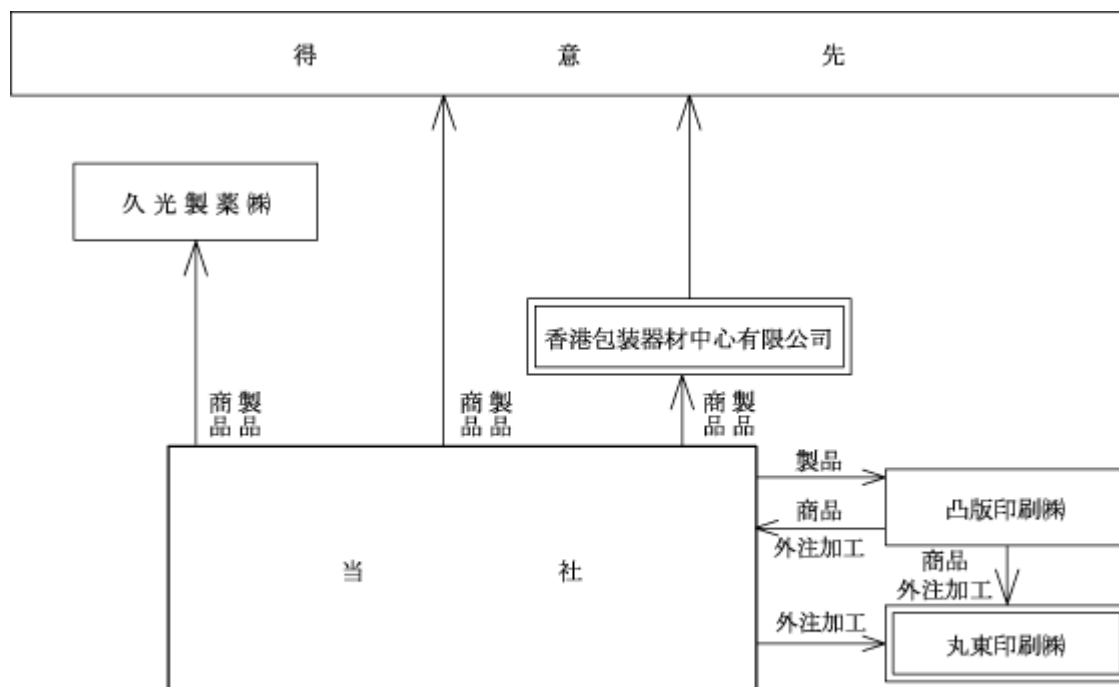 得意先
久光製薬㈱
香港包装器材中心有限公司
製品
商品
製品
商品
製品
商品
製品
凸版印刷㈱
商品
外注加工
商品
外注加工
当社
外注加工
丸東印刷㈱